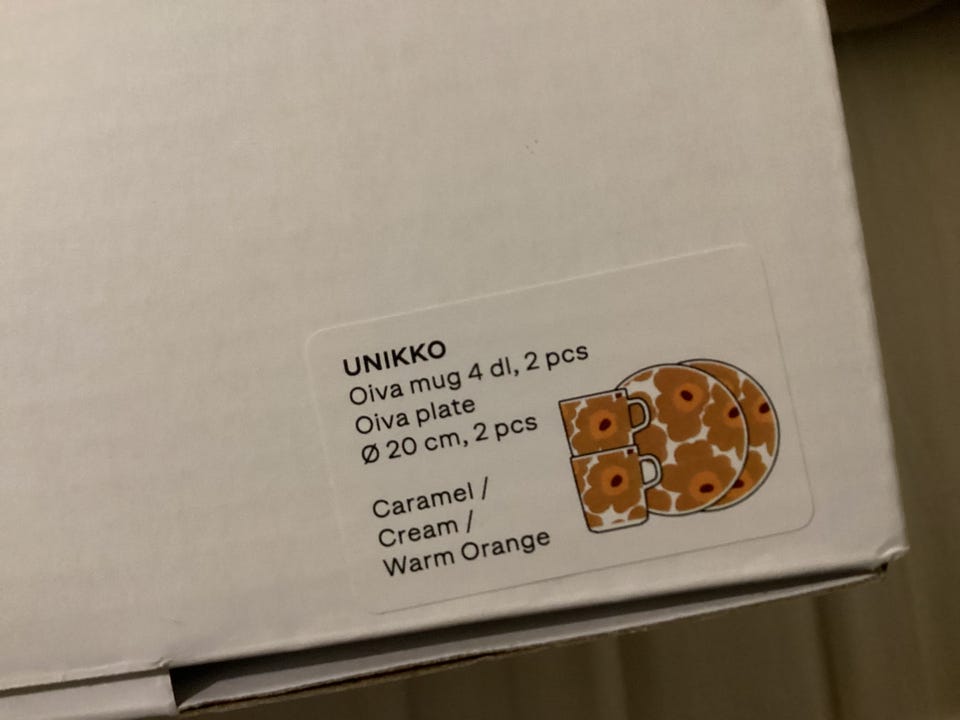 UNIKKO
Oiva mug 4 dl, 2 pcs
Oiva plate
Ø 20 cm, 2 pcs
Caramel /
Cream /
Warm Orange